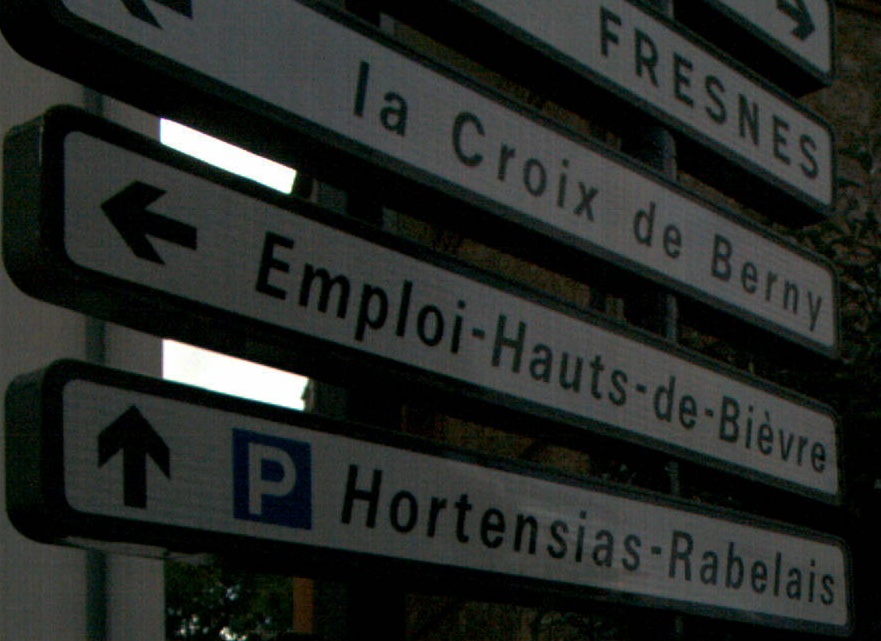 FRESNES
la Croix de Berny
Emploi-Hauts-de-Bièvre
P Hortensias-Rabelais